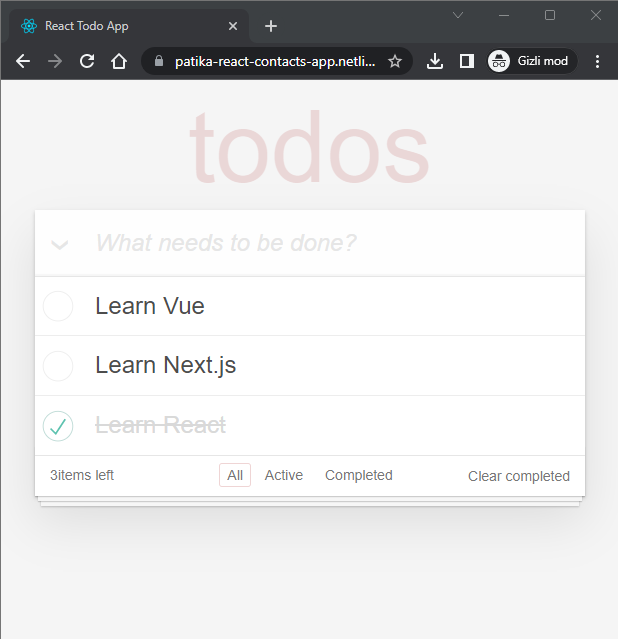 React Todo App
patika-react-contacts-app.netli...
Gizli mod
todos
What needs to be done?
Learn Vue
Learn Next.js
Learn React
3items left
All
Active
Completed
Clear completed